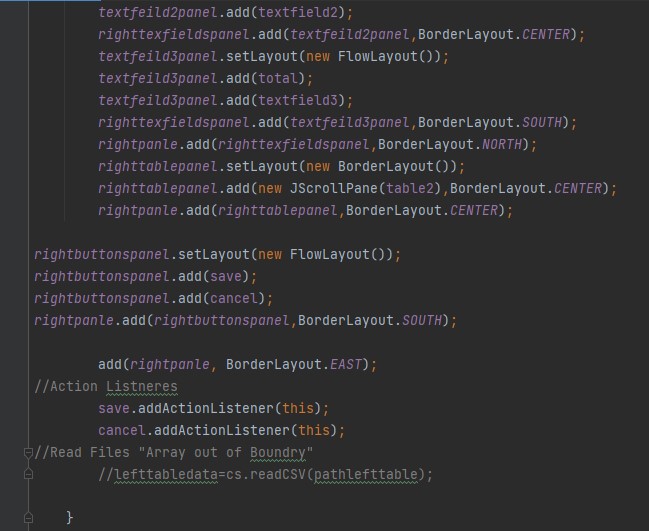 textfeild2panel.add(textfield2);
righttexfieldspanel.add(textfeild2panel,BorderLayout.CENTER);
textfeild3panel.setLayout(new FlowLayout());
textfeild3panel.add(total);
textfeild3panel.add(textfield3);
righttexfieldspanel.add(textfeild3panel,BorderLayout.SOUTH);
rightpanle.add(righttexfieldspanel,BorderLayout.NORTH);
righttablepanel.setLayout(new BorderLayout());
righttablepanel.add(new JScrollPane(table2),BorderLayout.CENTER);
rightpanle.add(righttablepanel,BorderLayout.CENTER);
rightbuttonspanel.setLayout(new FlowLayout());
rightbuttonspanel.add(save);
rightbuttonspanel.add(cancel);
rightpanle.add(rightbuttonspanel,BorderLayout.SOUTH);
add(rightpanle, BorderLayout.EAST);
//Action Listneres
save.addActionListener(this);
cancel.addActionListener(this);
//Read Files "Array out of Boundry"
//lefttabledata=cs.readCSV(pathlefttable);
}